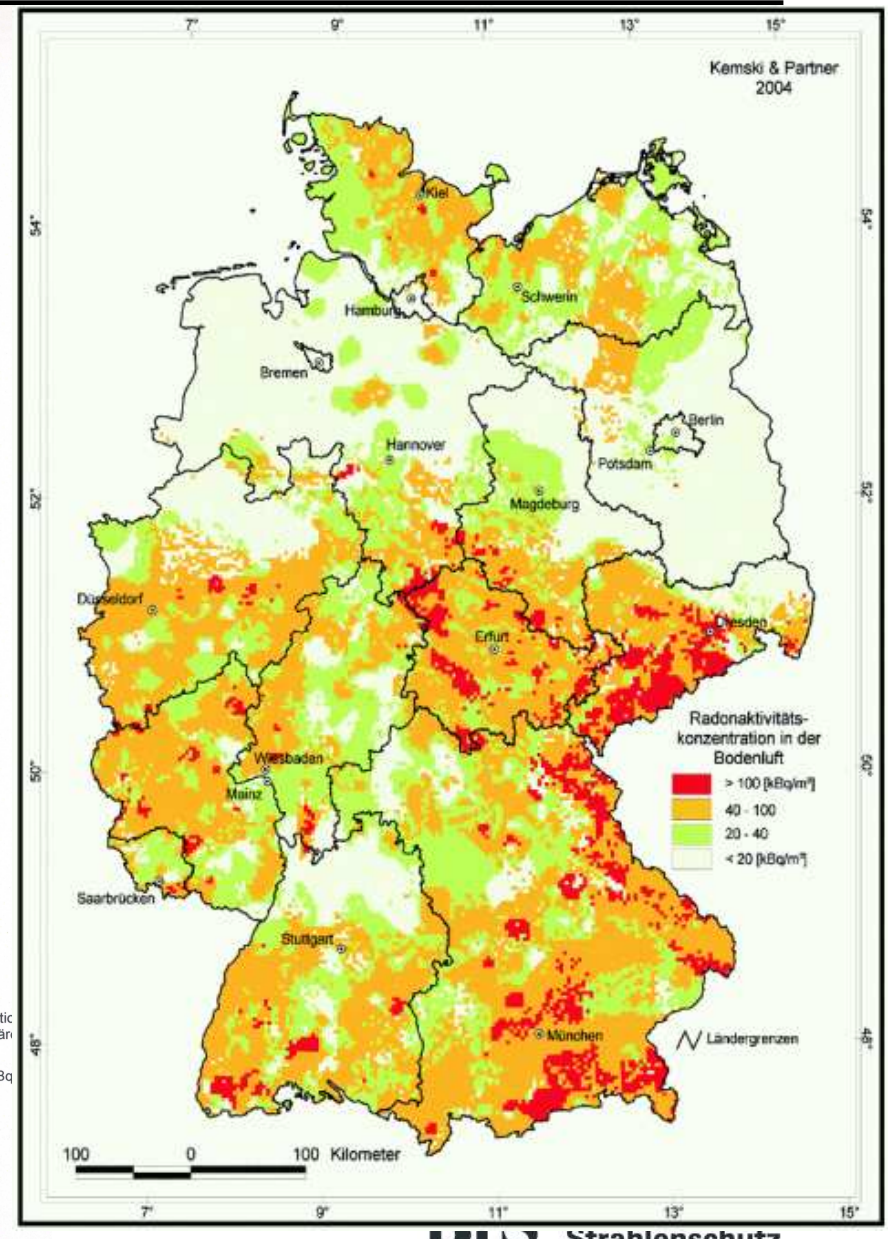 7°
9°
11°
13°
15°
Kemski & Partner
2004
54°
54°
Kiel
Schwerin
Hamburg
Bremen
Berlin
Hannover
Potsdam
52°
52°
Magdeburg
Düsseldorf
Dresden
Erfurt
Radonaktivitäts-
konzentration in der
Bodenluft
50°
50°
Wiesbaden
Mainz
> 100 [kBq/m³]
40 - 100
20 - 40
< 20 [kBq/m³]
Saarbrücken
Stuttgart
48°
48°
München
Ländergrenzen
100
0
100 Kilometer
7°
9°
11°
13°
15°
Strahlenschutz